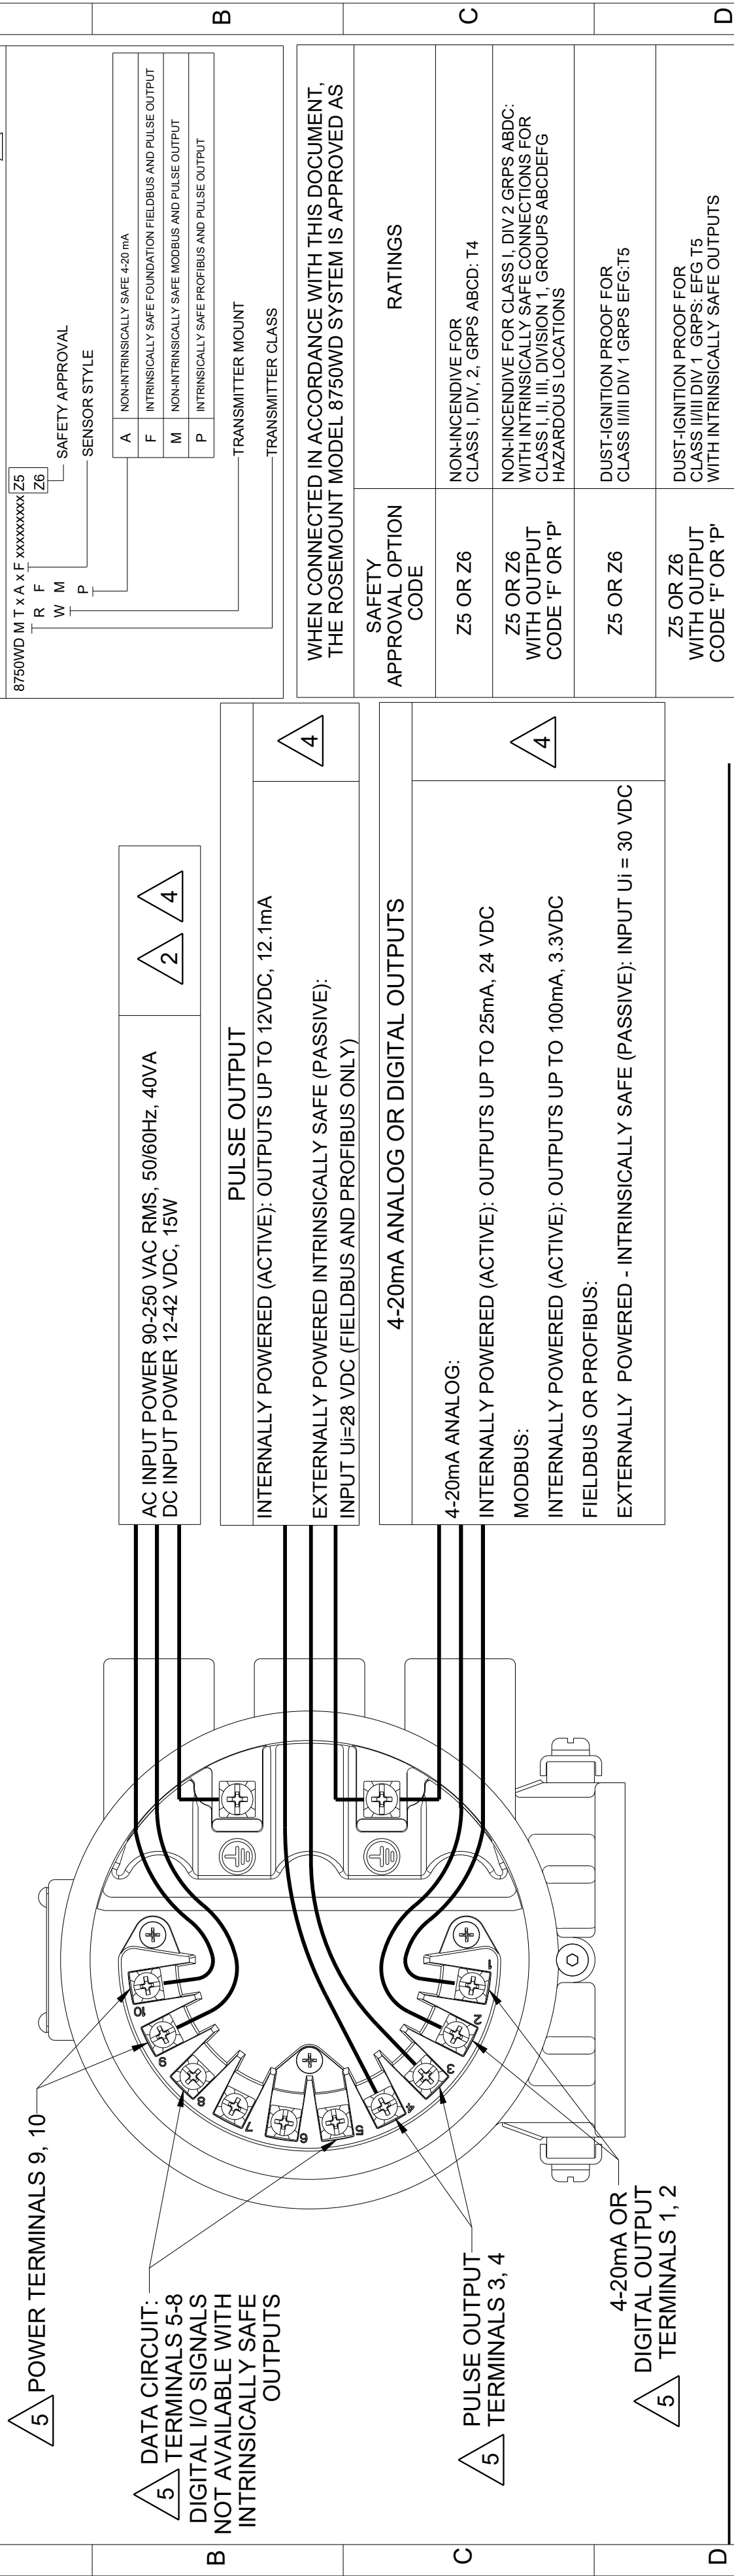 B
C
D
8750WD M T x A x F xxxxxxxxx Z5
R F Z6
W M
P
SAFETY APPROVAL
SENSOR STYLE
A NON-INTRINSICALLY SAFE 4-20 mA
F INTRINSICALLY SAFE FOUNDATION FIELDBUS AND PULSE OUTPUT
M NON-INTRINSICALLY SAFE MODBUS AND PULSE OUTPUT
P INTRINSICALLY SAFE PROFIBUS AND PULSE OUTPUT
TRANSMITTER MOUNT
TRANSMITTER CLASS
WHEN CONNECTED IN ACCORDANCE WITH THIS DOCUMENT,
THE ROSEMOUNT MODEL 8750WD SYSTEM IS APPROVED AS
SAFETY
APPROVAL OPTION
CODE
RATINGS
Z5 OR Z6
NON-INCENDIVE FOR
CLASS I, DIV, 2, GRPS ABCD: T4
Z5 OR Z6
WITH OUTPUT
CODE 'F' OR 'P'
NON-INCENDIVE FOR CLASS I, DIV 2 GRPS ABDC:
WITH INTRINSICALLY SAFE CONNECTIONS FOR
CLASS I, II, III, DIVISION 1, GROUPS ABCDEFG
HAZARDOUS LOCATIONS
Z5 OR Z6
DUST-IGNITION PROOF FOR
CLASS II/III DIV 1 GRPS EFG:T5
Z5 OR Z6
WITH OUTPUT
CODE 'F' OR 'P'
DUST-IGNITION PROOF FOR
CLASS II/III DIV 1 GRPS: EFG T5
WITH INTRINSICALLY SAFE OUTPUTS
AC INPUT POWER 90-250 VAC RMS, 50/60Hz, 40VA
DC INPUT POWER 12-42 VDC, 15W
2
4
PULSE OUTPUT
INTERNALLY POWERED (ACTIVE): OUTPUTS UP TO 12VDC, 12.1mA
EXTERNALLY POWERED INTRINSICALLY SAFE (PASSIVE):
INPUT Ui=28 VDC (FIELDBUS AND PROFIBUS ONLY)
4
4-20mA ANALOG OR DIGITAL OUTPUTS
4-20mA ANALOG:
INTERNALLY POWERED (ACTIVE): OUTPUTS UP TO 25mA, 24 VDC
MODBUS:
INTERNALLY POWERED (ACTIVE): OUTPUTS UP TO 100mA, 3.3VDC
FIELDBUS OR PROFIBUS:
EXTERNALLY POWERED - INTRINSICALLY SAFE (PASSIVE): INPUT Ui = 30 VDC
4
10
9
8
7
6
5
4
3
2
1
5
POWER TERMINALS 9, 10
5
DATA CIRCUIT:
TERMINALS 5-8
DIGITAL I/O SIGNALS
NOT AVAILABLE WITH
INTRINSICALLY SAFE
OUTPUTS
5
PULSE OUTPUT
TERMINALS 3, 4
5
4-20mA OR
DIGITAL OUTPUT
TERMINALS 1, 2
B
C
D